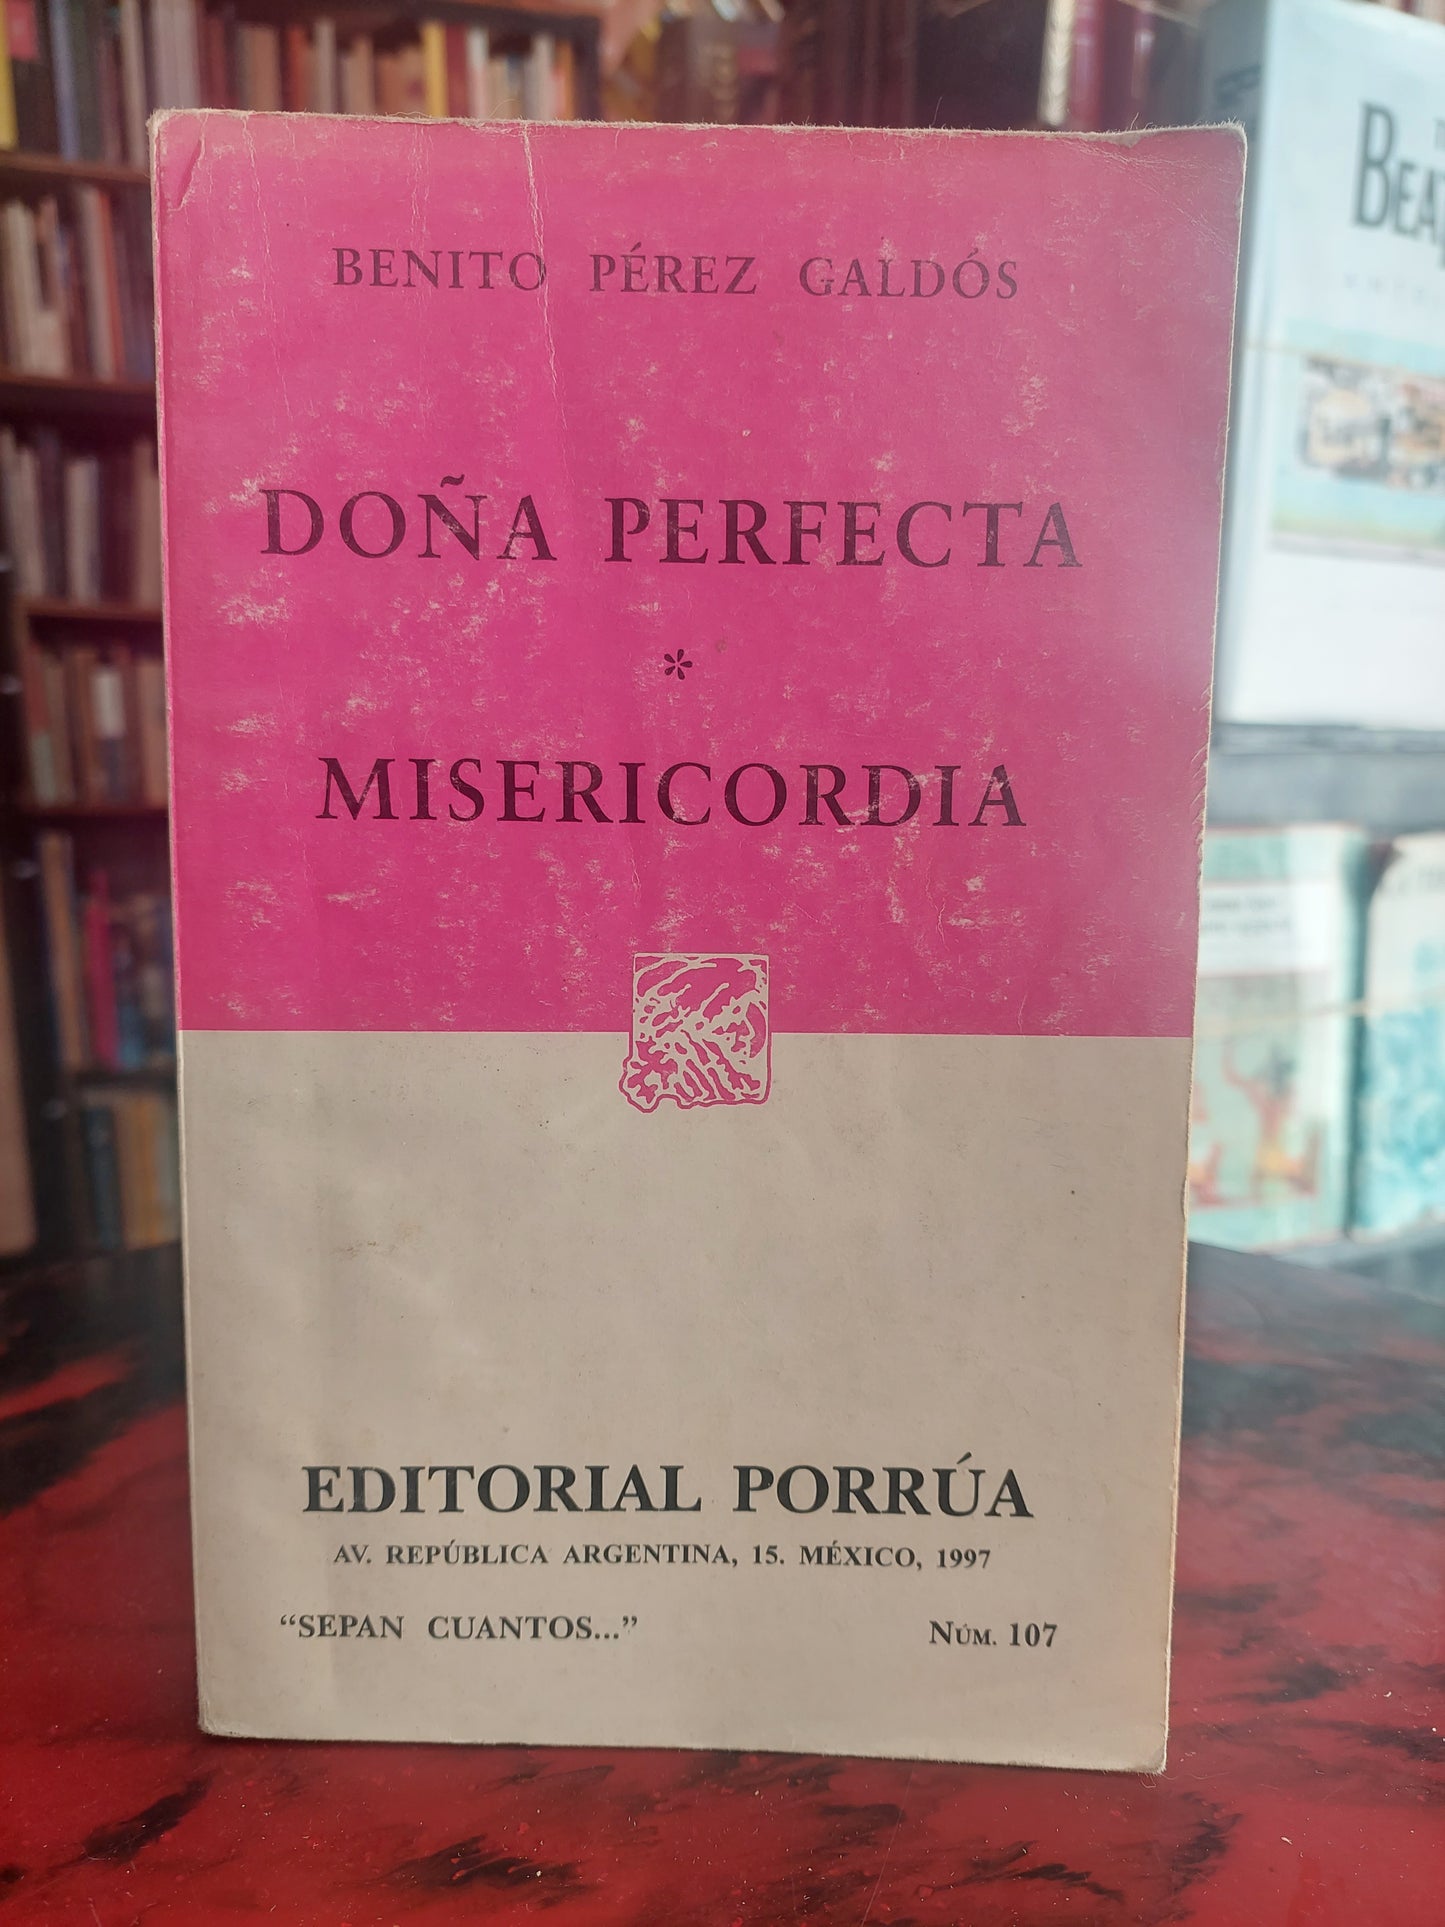 BENITO PÉREZ GALDÓS
DOÑA PERFECTA
*
MISERICORDIA
EDITORIAL PORRÚA
AV. REPÚBLICA ARGENTINA, 15. MÉXICO, 1997
“SEPAN CUANTOS...” NÚM. 107